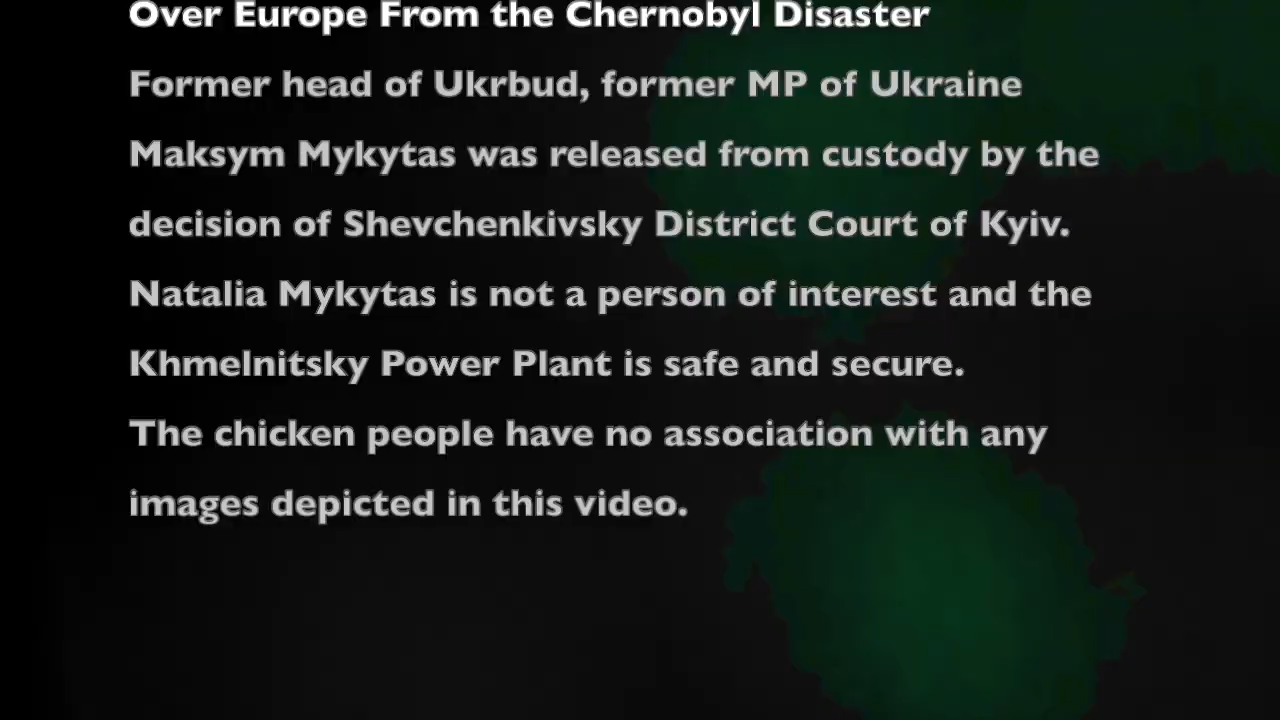 Over Europe From the Chernobyl Disaster
Former head of Ukrbud, former MP of Ukraine
Maksym Mykytas was released from custody by the
decision of Shevchenkivsky District Court of Kyiv.
Natalia Mykytas is not a person of interest and the
Khmelnitsky Power Plant is safe and secure.
The chicken people have no association with any
images depicted in this video.